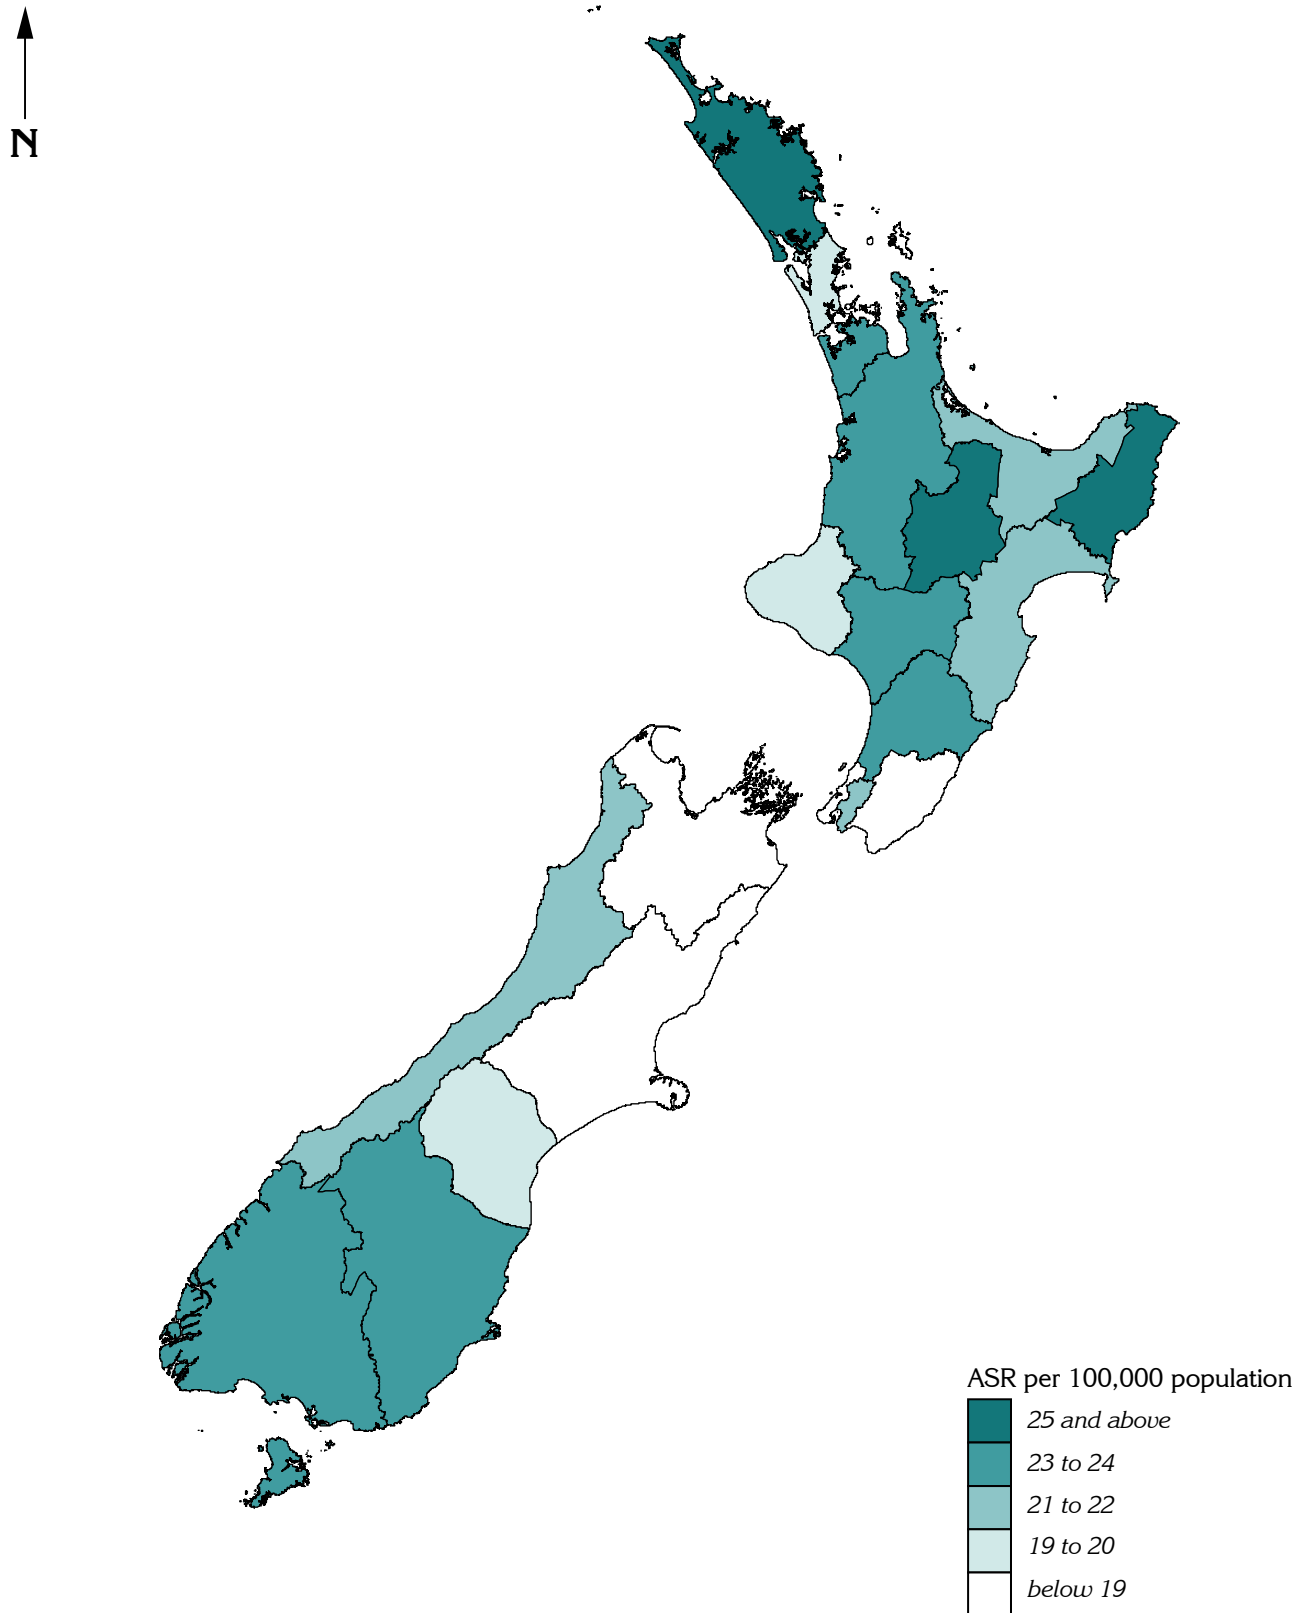 N
ASR per 100,000 population
25 and above
23 to 24
21 to 22
19 to 20
below 19